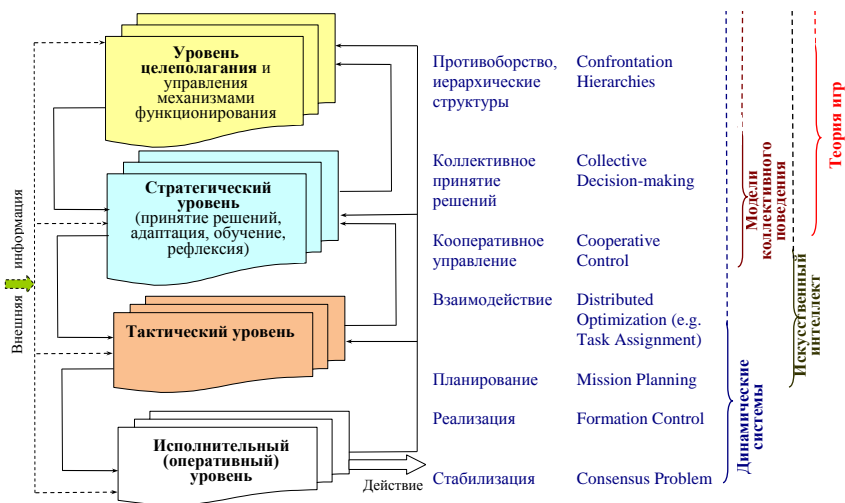 Уровень
целеполагания и
управления
механизмами
функционирования
Стратегический
уровень
(принятие решений,
адаптация, обучение,
рефлексия)
Тактический уровень
Исполнительный
(оперативный)
уровень
Внешняя информация
Действие
Противоборство,
иерархические
структуры
Confrontation
Hierarchies
Коллективное
принятие
решений
Collective
Decision-making
Кооперативное
управление
Cooperative
Control
Взаимодействие
Distributed
Optimization (e.g.
Task Assignment)
Планирование
Mission Planning
Реализация
Formation Control
Стабилизация
Consensus Problem
Динамические
системы
Модели
коллективного
поведения
Искусственный
интеллект
Теория игр